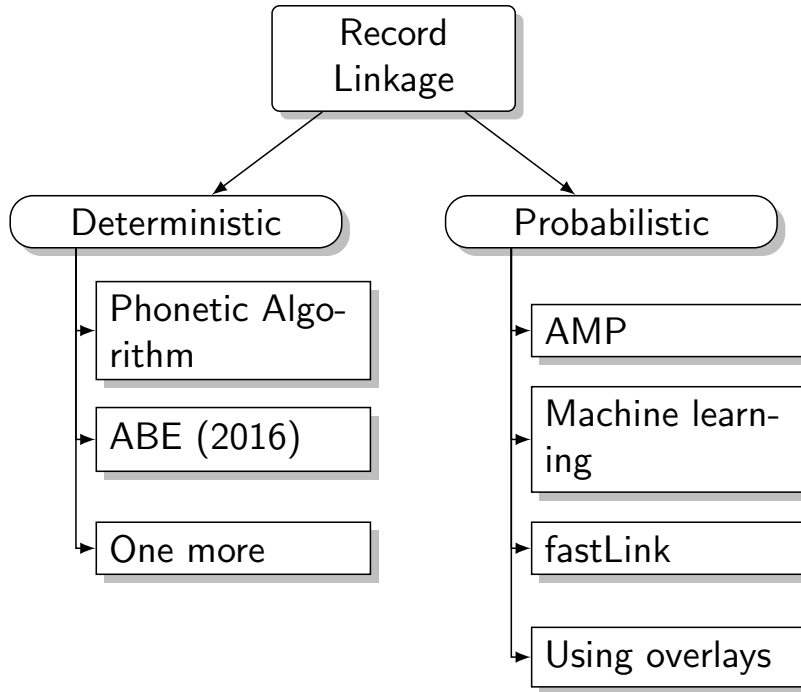 Record
Linkage
Deterministic
Phonetic Algo-
rithm
ABE (2016)
One more
Probabilistic
AMP
Machine learn-
ing
fastLink
Using overlays